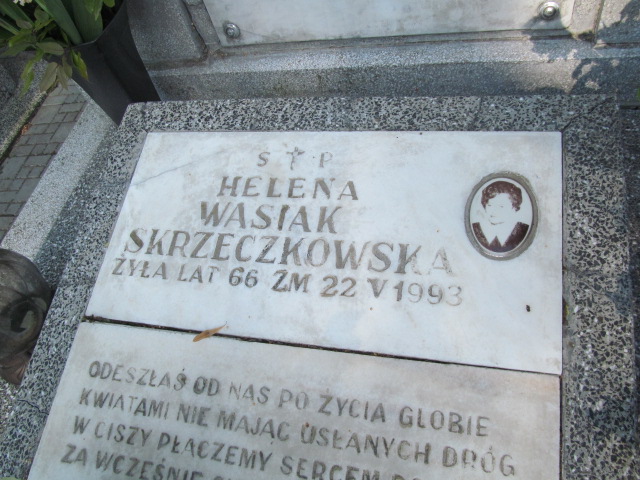 S † P
HELENA
WASIAK
SKRZECZKOWSKA
ŻYŁA LAT 66 ZM 22 V 1993
ODESZŁAŚ OD NAS PO ŻYCIA GLOBIE
KWIATAMI NIE MAJĄC USŁANYCH DRÓG
W CISZY PŁACZEMY SERCEM
ZA WCZEŚNIE